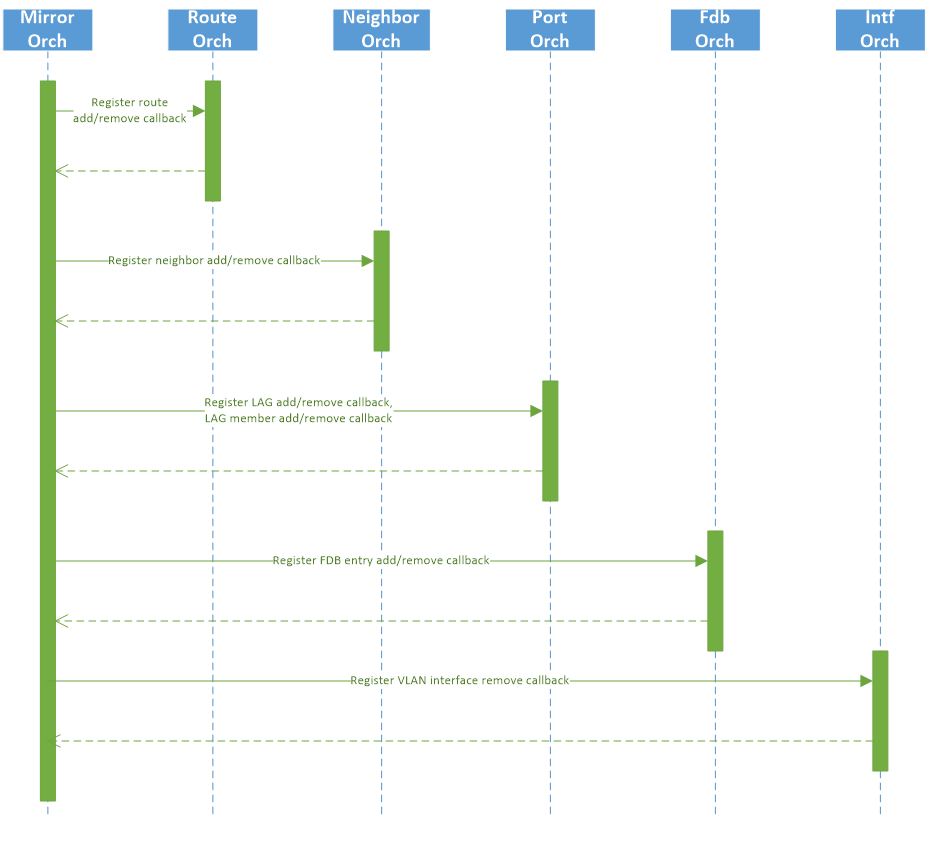 Mirror
Orch
Route
Orch
Neighbor
Orch
Port
Orch
Fdb
Orch
Intf
Orch
Register route
add/remove callback
Register neighbor add/remove callback
Register LAG add/remove callback,
LAG member add/remove callback
Register FDB entry add/remove callback
Register VLAN interface remove callback